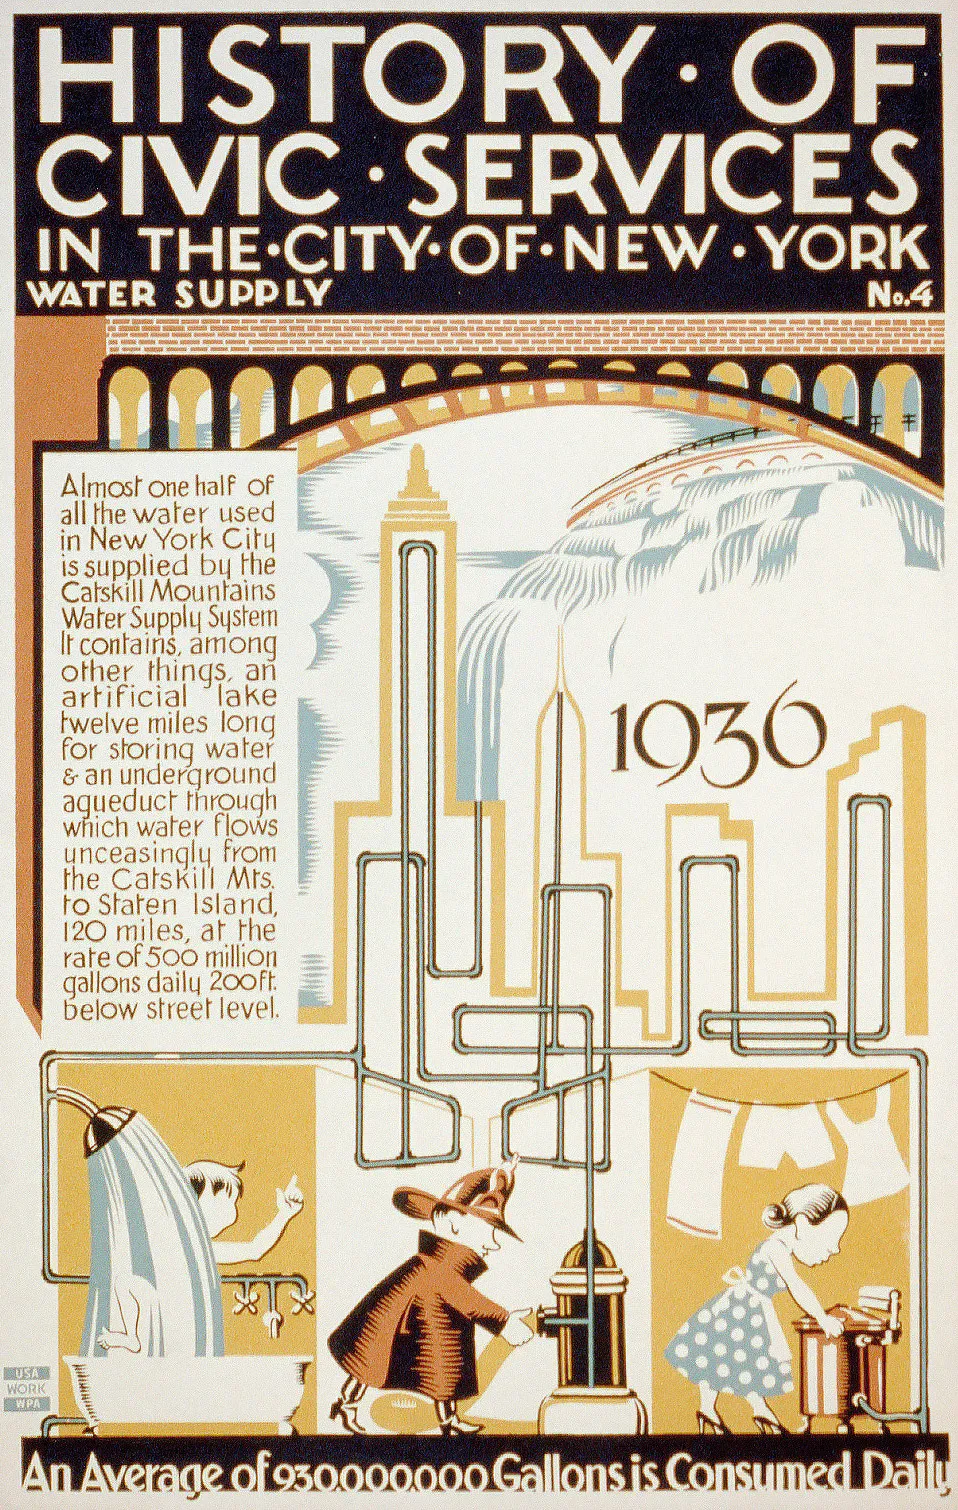 HISTORY · OF
CIVIC · SERVICES
IN THE · CITY · OF · NEW · YORK
WATER SUPPLY No.4
Almost one half of
all the water used
in New York City
is supplied by the
Catskill Mountains
Water Supply System
It contains, among
other things, an
artificial lake
twelve miles long
for storing water
& an underground
aqueduct through
which water flows
unceasingly from
the Catskill Mts.
to Staten Island,
120 miles, at the
rate of 500 million
gallons daily 200ft.
below street level.
1936
USA
WORK
WPA
An Average of 930000000 Gallons is Consumed Daily